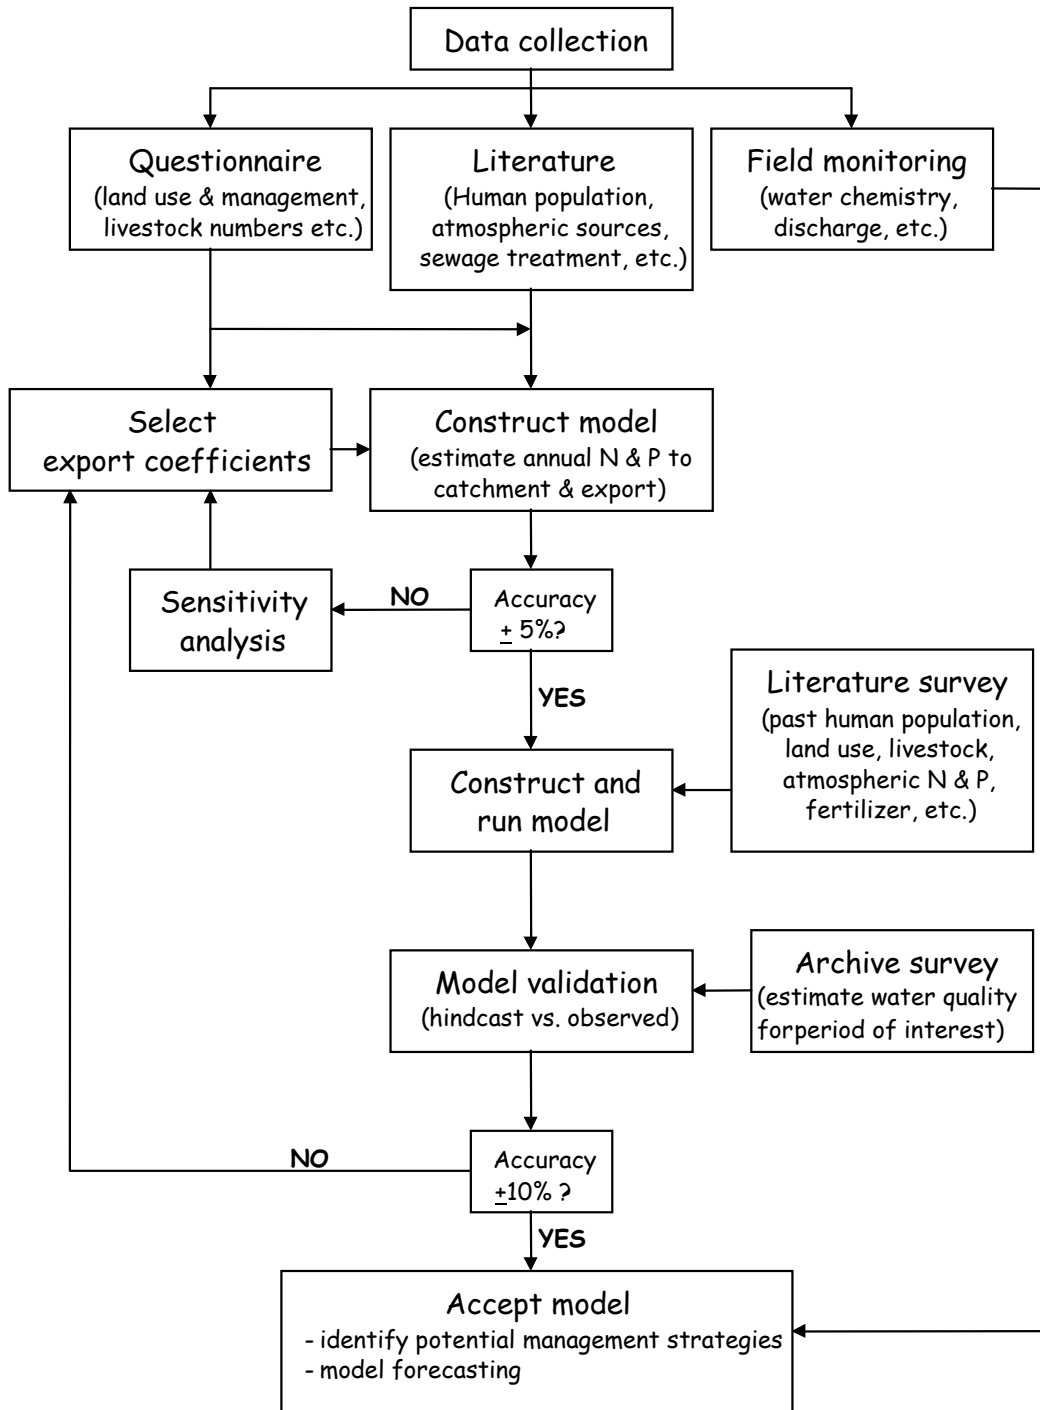 Data collection
Questionnaire
(land use & management,
livestock numbers etc.)
Literature
(Human population,
atmospheric sources,
sewage treatment, etc.)
Field monitoring
(water chemistry,
discharge, etc.)
Select
export coefficients
Construct model
(estimate annual N & P to
catchment & export)
Sensitivity
analysis
NO
Accuracy
± 5%?
YES
Literature survey
(past human population,
land use, livestock,
atmospheric N & P,
fertilizer, etc.)
Construct and
run model
Model validation
(hindcast vs. observed)
Archive survey
(estimate water quality
forperiod of interest)
NO
Accuracy
±10% ?
YES
Accept model
- identify potential management strategies
- model forecasting